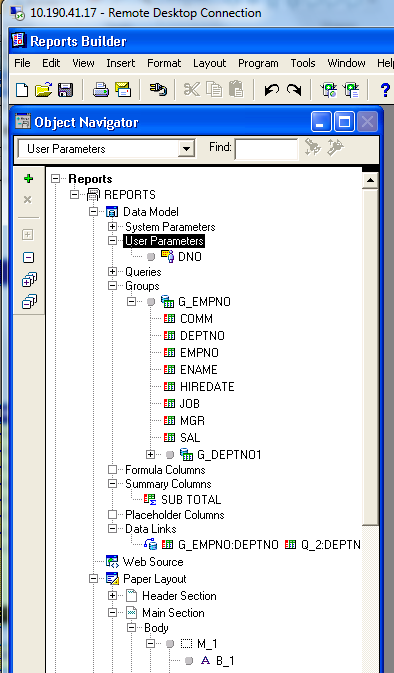 10.190.41.17 - Remote Desktop Connection
Reports Builder
File Edit View Insert Format Layout Program Tools Window Help
Object Navigator
User Parameters Find:
Reports
REPORTS
Data Model
System Parameters
User Parameters
DNO
Queries
Groups
G_EMPNO
COMM
DEPTNO
EMPNO
ENAME
HIREDATE
JOB
MGR
SAL
G_DEPTNO1
Formula Columns
Summary Columns
SUB TOTAL
Placeholder Columns
Data Links
G_EMPNO:DEPTNO Q_2:DEPTN
Web Source
Paper Layout
Header Section
Main Section
Body
M_1
A B_1